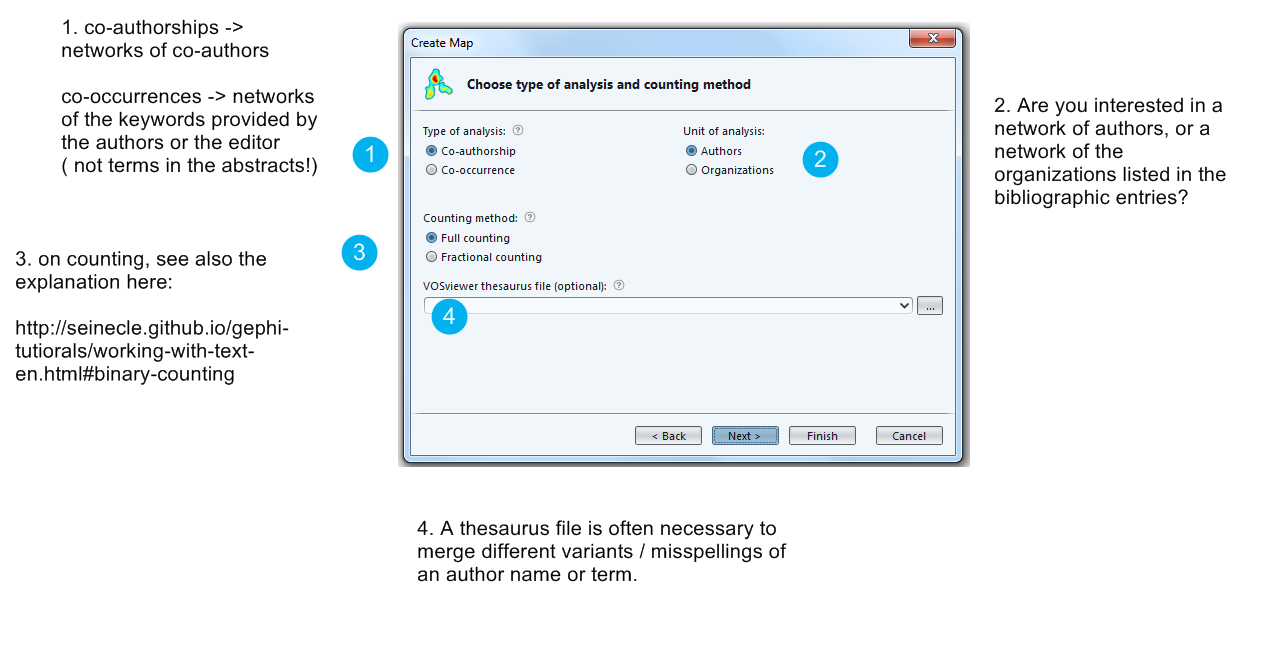 1. co-authorships ->
networks of co-authors
co-occurrences -> networks
of the keywords provided by
the authors or the editor
( not terms in the abstracts!)
3. on counting, see also the
explanation here:
http://seinecle.github.io/gephi-
tutiorals/working-with-text-
en.html#binary-counting
Create Map
X
Choose type of analysis and counting method
Type of analysis: ?
Unit of analysis:
1
Co-authorship
Authors
2
Co-occurrence
Organizations
Counting method: ?
3
Full counting
Fractional counting
VOSviewer thesaurus file (optional): ?
4
...
< Back
Next >
Finish
Cancel
2. Are you interested in a
network of authors, or a
network of the
organizations listed in the
bibliographic entries?
4. A thesaurus file is often necessary to
merge different variants / misspellings of
an author name or term.